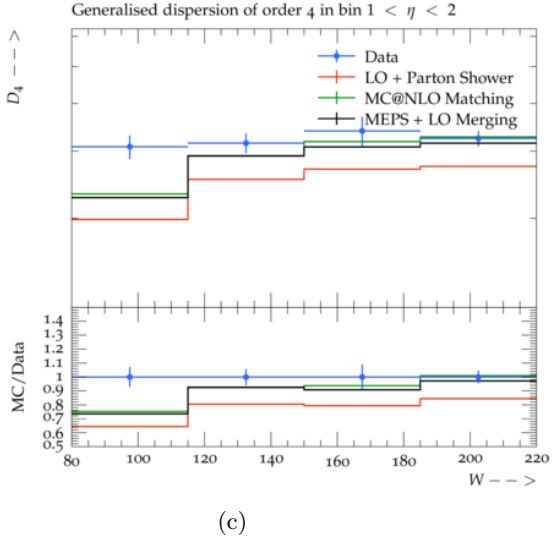 Generalised dispersion of order 4 in bin 1 < η < 2
D4 −− >
Data
LO + Parton Shower
MC@NLO Matching
MEPS + LO Merging
MC/Data
1.4
1.3
1.2
1.1
1
0.9
0.8
0.7
0.6
0.5
80 100 120 140 160 180 200 220
W −− >
(c)